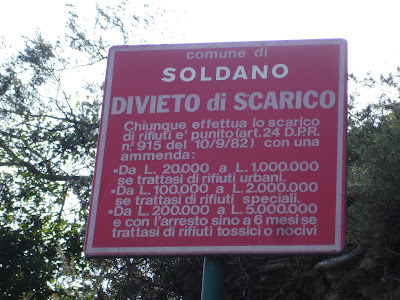 comune di
SOLDANO
DIVIETO di SCARICO
Chiunque effettua lo scarico
di rifiuti e' punito (art. 24 D.P.R.
n° 915 del 10/9/82) con una
ammenda:
•Da L. 20.000 a L. 1.000.000
se trattasi di rifiuti urbani.
•Da L. 100.000 a L. 2.000.000
se trattasi di rifiuti speciali.
•Da L. 200.000 a L. 5.000.000
e con l'arresto sino a 6 mesi se
trattasi di rifiuti tossici o nocivi